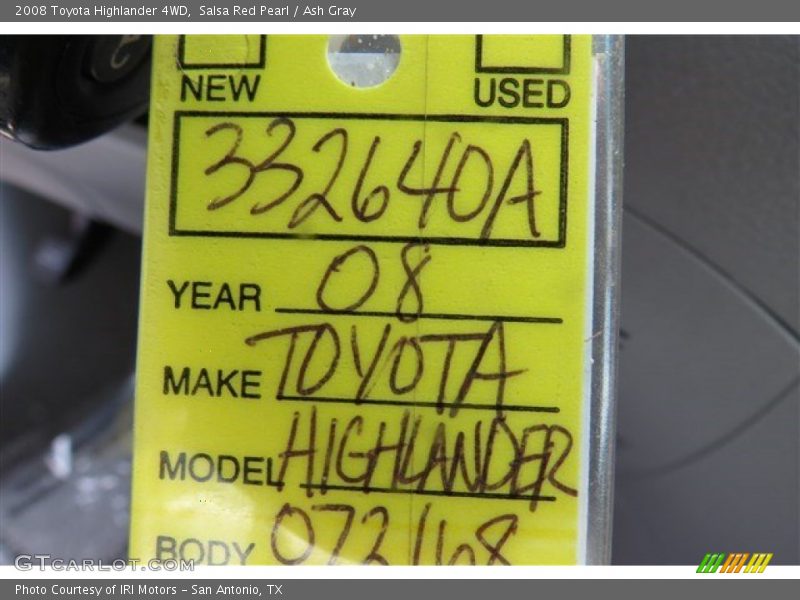 2008 Toyota Highlander 4WD,  Salsa Red Pearl / Ash Gray
NEW USED
332640A
YEAR 08
MAKE TOYOTA
MODEL HIGHLANDER
BODY 072168
GTcarlot.com
Photo Courtesy of IRI Motors - San Antonio, TX